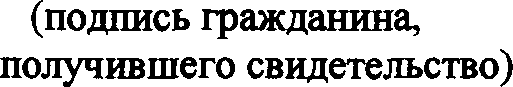 (подпись гражданина,
получившего свидетельство)